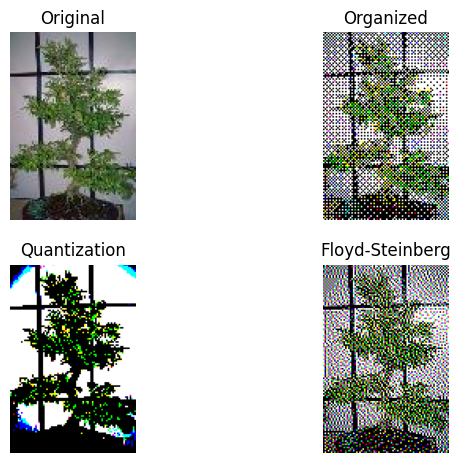 Original
Organized
Quantization
Floyd-Steinberg